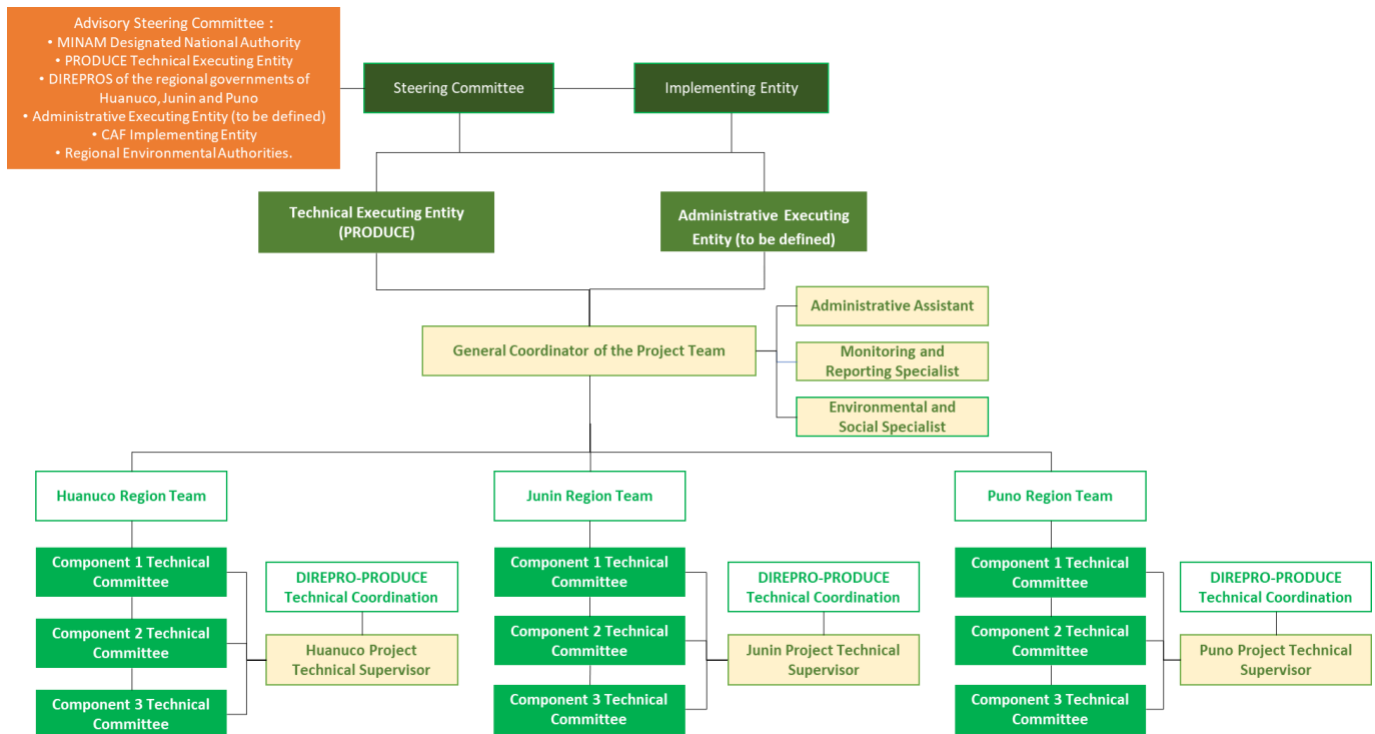 Advisory Steering Committee :
• MINAM Designated National Authority
• PRODUCE Technical Executing Entity
• DIREPROS of the regional governments of
Huanuco, Junin and Puno
• Administrative Executing Entity (to be defined)
• CAF Implementing Entity
• Regional Environmental Authorities.
Steering Committee
Implementing Entity
Technical Executing Entity
(PRODUCE)
Administrative Executing
Entity (to be defined)
General Coordinator of the Project Team
Administrative Assistant
Monitoring and
Reporting Specialist
Environmental and
Social Specialist
Huanuco Region Team
Component 1 Technical
Committee
Component 2 Technical
Committee
Component 3 Technical
Committee
DIREPRO-PRODUCE
Technical Coordination
Huanuco Project
Technical Supervisor
Junin Region Team
Component 1 Technical
Committee
Component 2 Technical
Committee
Component 3 Technical
Committee
DIREPRO-PRODUCE
Technical Coordination
Junin Project Technical
Supervisor
Puno Region Team
Component 1 Technical
Committee
Component 2 Technical
Committee
Component 3 Technical
Committee
DIREPRO-PRODUCE
Technical Coordination
Puno Project Technical
Supervisor